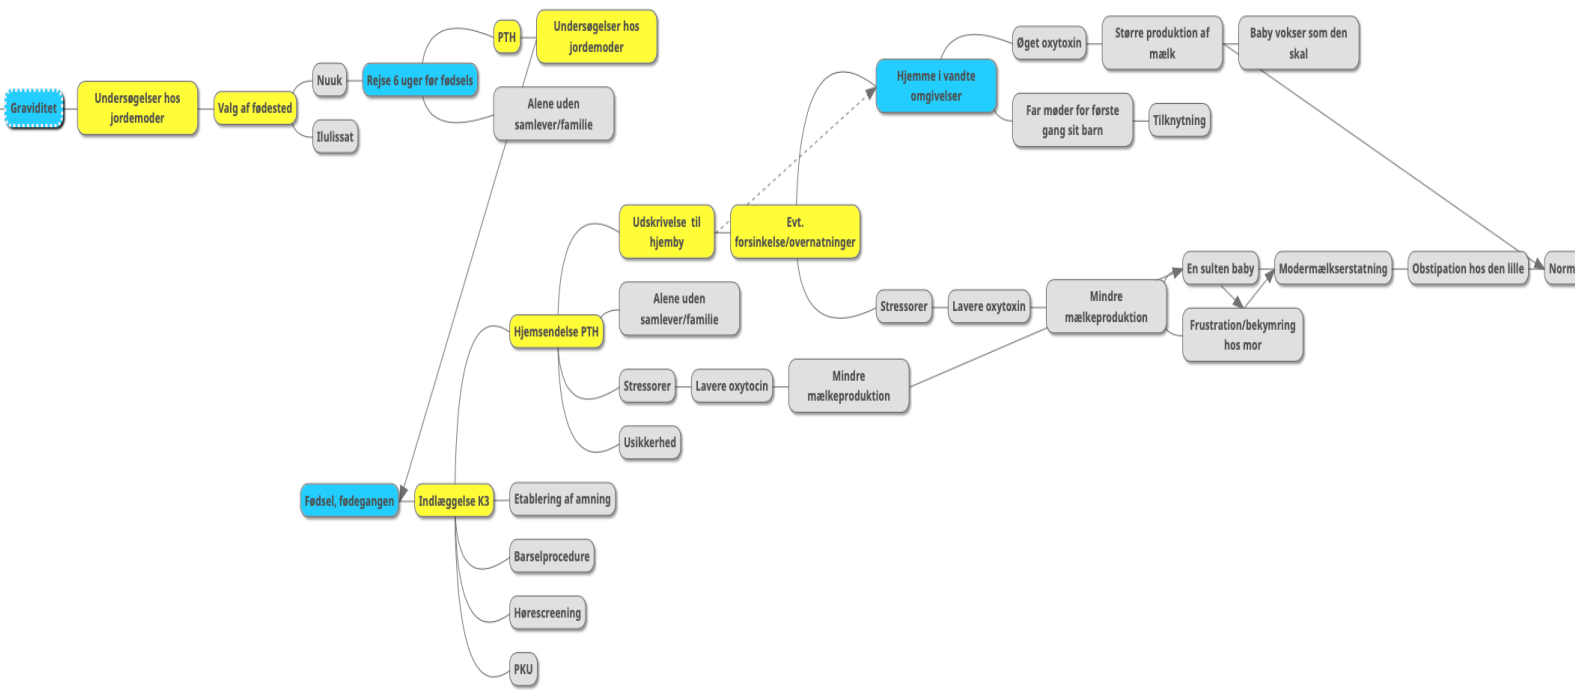 Graviditet
Undersøgelser hos
jordemoder
Valg af fødested
Nuuk
Ilulissat
Rejse 6 uger før fødsels
PTH
Undersøgelser hos
jordemoder
Alene uden
samlever/familie
Fødsel, fødegangen
Indlæggelse K3
Hjemsendelse PTH
Udskrivelse til
hjemby
Evt.
forsinkelse/overnatninger
Hjemme i vandte
omgivelser
Øget oxytoxin
Større produktion af
mælk
Baby vokser som den
skal
Far møder for første
gang sit barn
Tilknytning
Stressorer
Lavere oxytoxin
Mindre
mælkeproduktion
En sulten baby
Modermælkserstatning
Obstipation hos den lille
Norm
Frustration/bekymring
hos mor
Alene uden
samlever/familie
Stressorer
Lavere oxytocin
Mindre
mælkeproduktion
Usikkerhed
Etablering af amning
Barselprocedure
Hørescreening
PKU